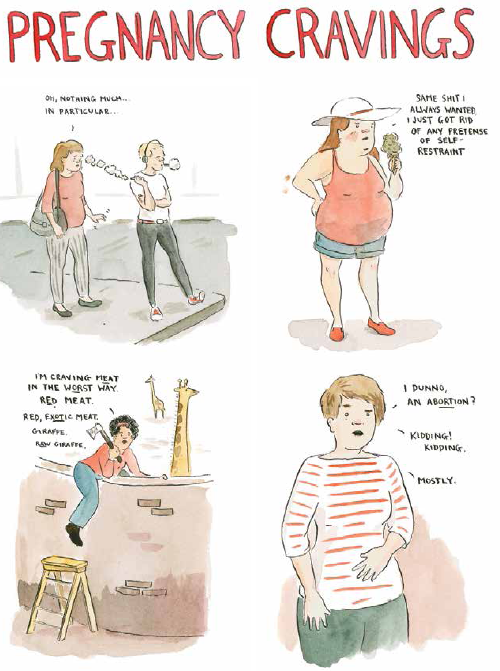 PREGNANCY CRAVINGS
OH, NOTHING MUCH...
IN PARTICULAR...
SAME SHIT I
ALWAYS WANTED
I JUST GOT RID
OF ANY PRETENSE
OF SELF-
RESTRAINT
I'M CRAVING MEAT
IN THE WORST WAY.
RED MEAT.
RED, EXOTIC MEAT.
GIRAFFE.
RAW GIRAFFE.
I DUNNO,
AN ABORTION?
KIDDING!
KIDDING.
MOSTLY.